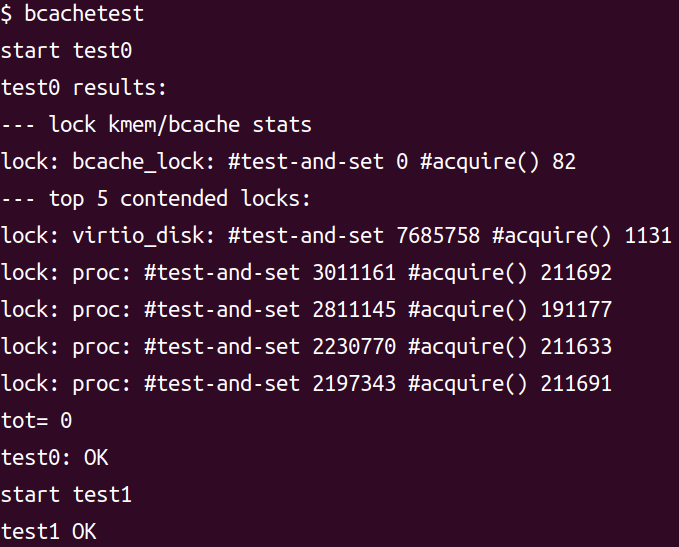 $ bcachetest
start test0
test0 results:
--- lock kmem/bcache stats
lock: bcache_lock: #test-and-set 0 #acquire() 82
--- top 5 contended locks:
lock: virtio_disk: #test-and-set 7685758 #acquire() 1131
lock: proc: #test-and-set 3011161 #acquire() 211692
lock: proc: #test-and-set 2811145 #acquire() 191177
lock: proc: #test-and-set 2230770 #acquire() 211633
lock: proc: #test-and-set 2197343 #acquire() 211691
tot= 0
test0: OK
start test1
test1 OK